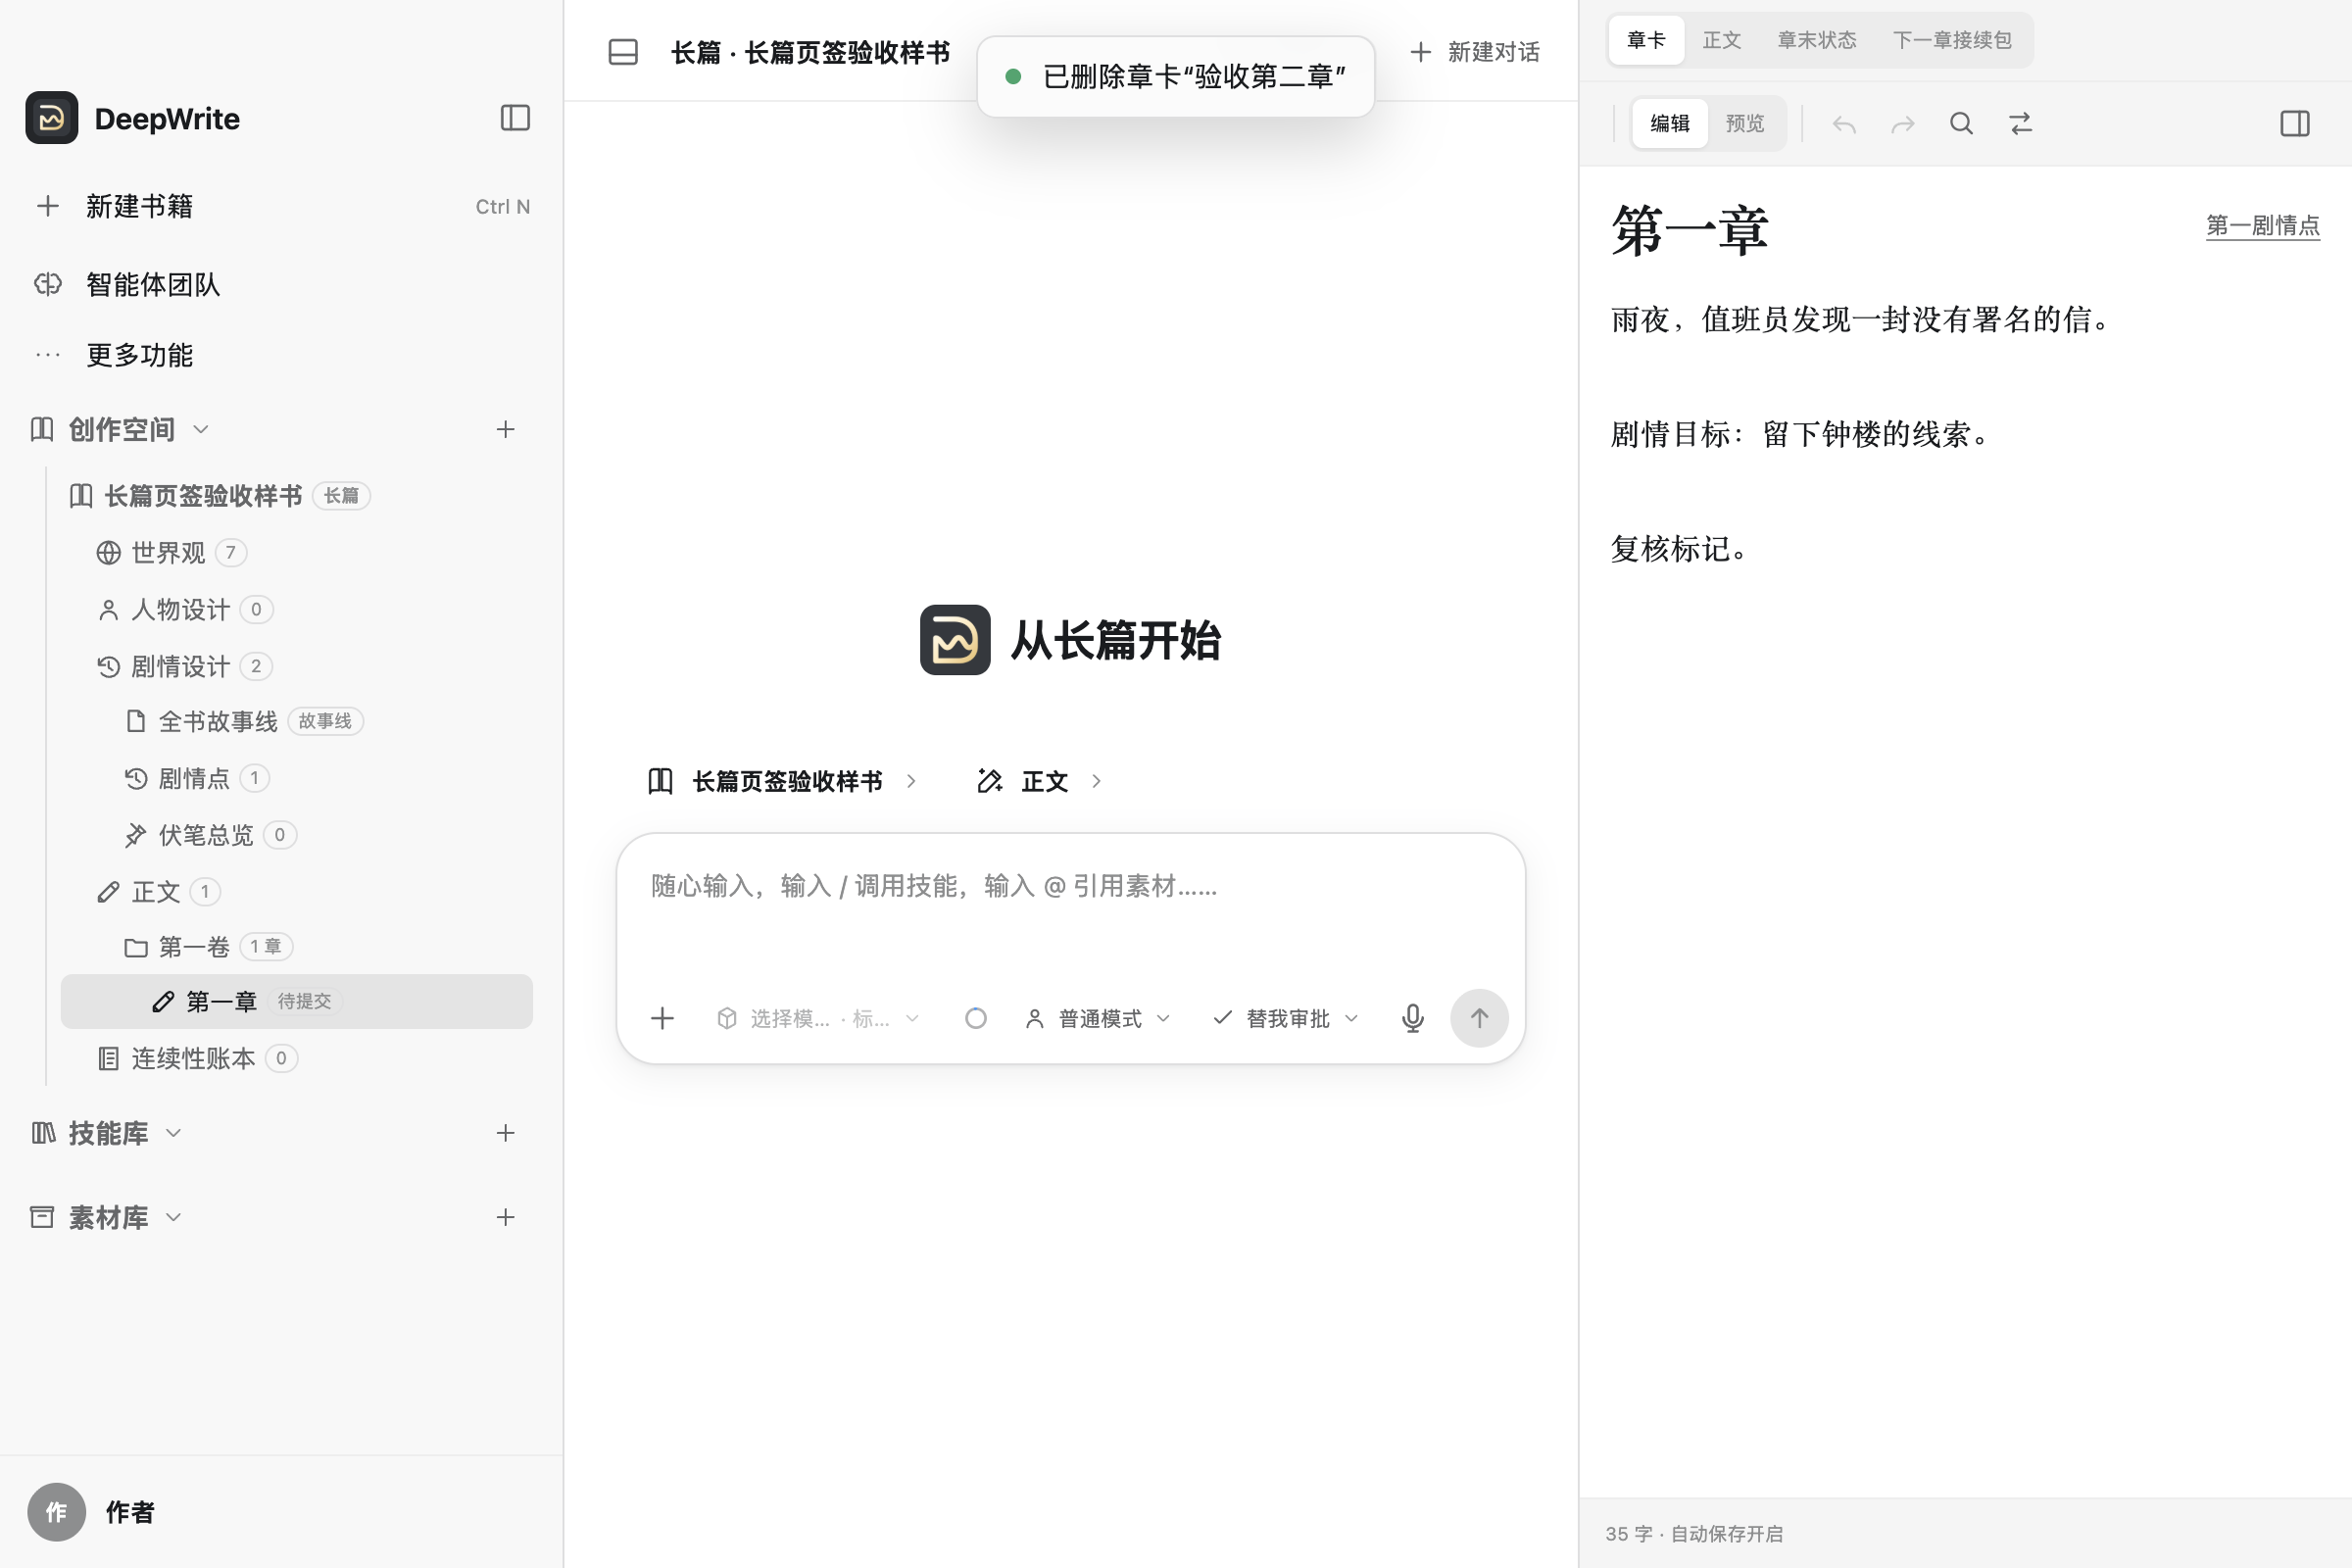 DeepWrite
新建书籍 Ctrl N
智能体团队
更多功能
创作空间
长篇页签验收样书 长篇
世界观 7
人物设计 0
剧情设计 2
全书故事线 故事线
剧情点 1
伏笔总览 0
正文 1
第一卷 1 章
第一章 待提交
连续性账本 0
技能库
素材库
作 作者
长篇 · 长篇页签验收样书
已删除章卡“验收第二章”
新建对话
从长篇开始
长篇页签验收样书 正文
随心输入，输入 / 调用技能，输入 @ 引用素材……
选择模... · 标... 普通模式 替我审批
章卡 正文 章末状态 下一章接续包
编辑 预览
第一章 第一剧情点
雨夜，值班员发现一封没有署名的信。
剧情目标：留下钟楼的线索。
复核标记。
35 字 · 自动保存开启